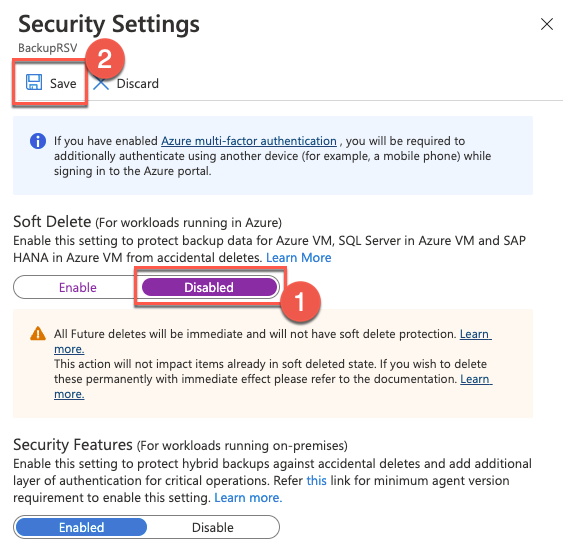 Security Settings
BackupRSV
2
Save
Discard
If you have enabled Azure multi-factor authentication , you will be required to
additionally authenticate using another device (for example, a mobile phone) while
signing in to the Azure portal.
Soft Delete (For workloads running in Azure)
Enable this setting to protect backup data for Azure VM, SQL Server in Azure VM and SAP
HANA in Azure VM from accidental deletes. Learn More
Enable
Disabled
1
All Future deletes will be immediate and will not have soft delete protection. Learn
more.
This action will not impact items already in soft deleted state. If you wish to delete
these permanently with immediate effect please refer to the documentation. Learn
more.
Security Features (For workloads running on-premises)
Enable this setting to protect hybrid backups against accidental deletes and add additional
layer of authentication for critical operations. Refer this link for minimum agent version
requirement to enable this setting. Learn more.
Enabled
Disable